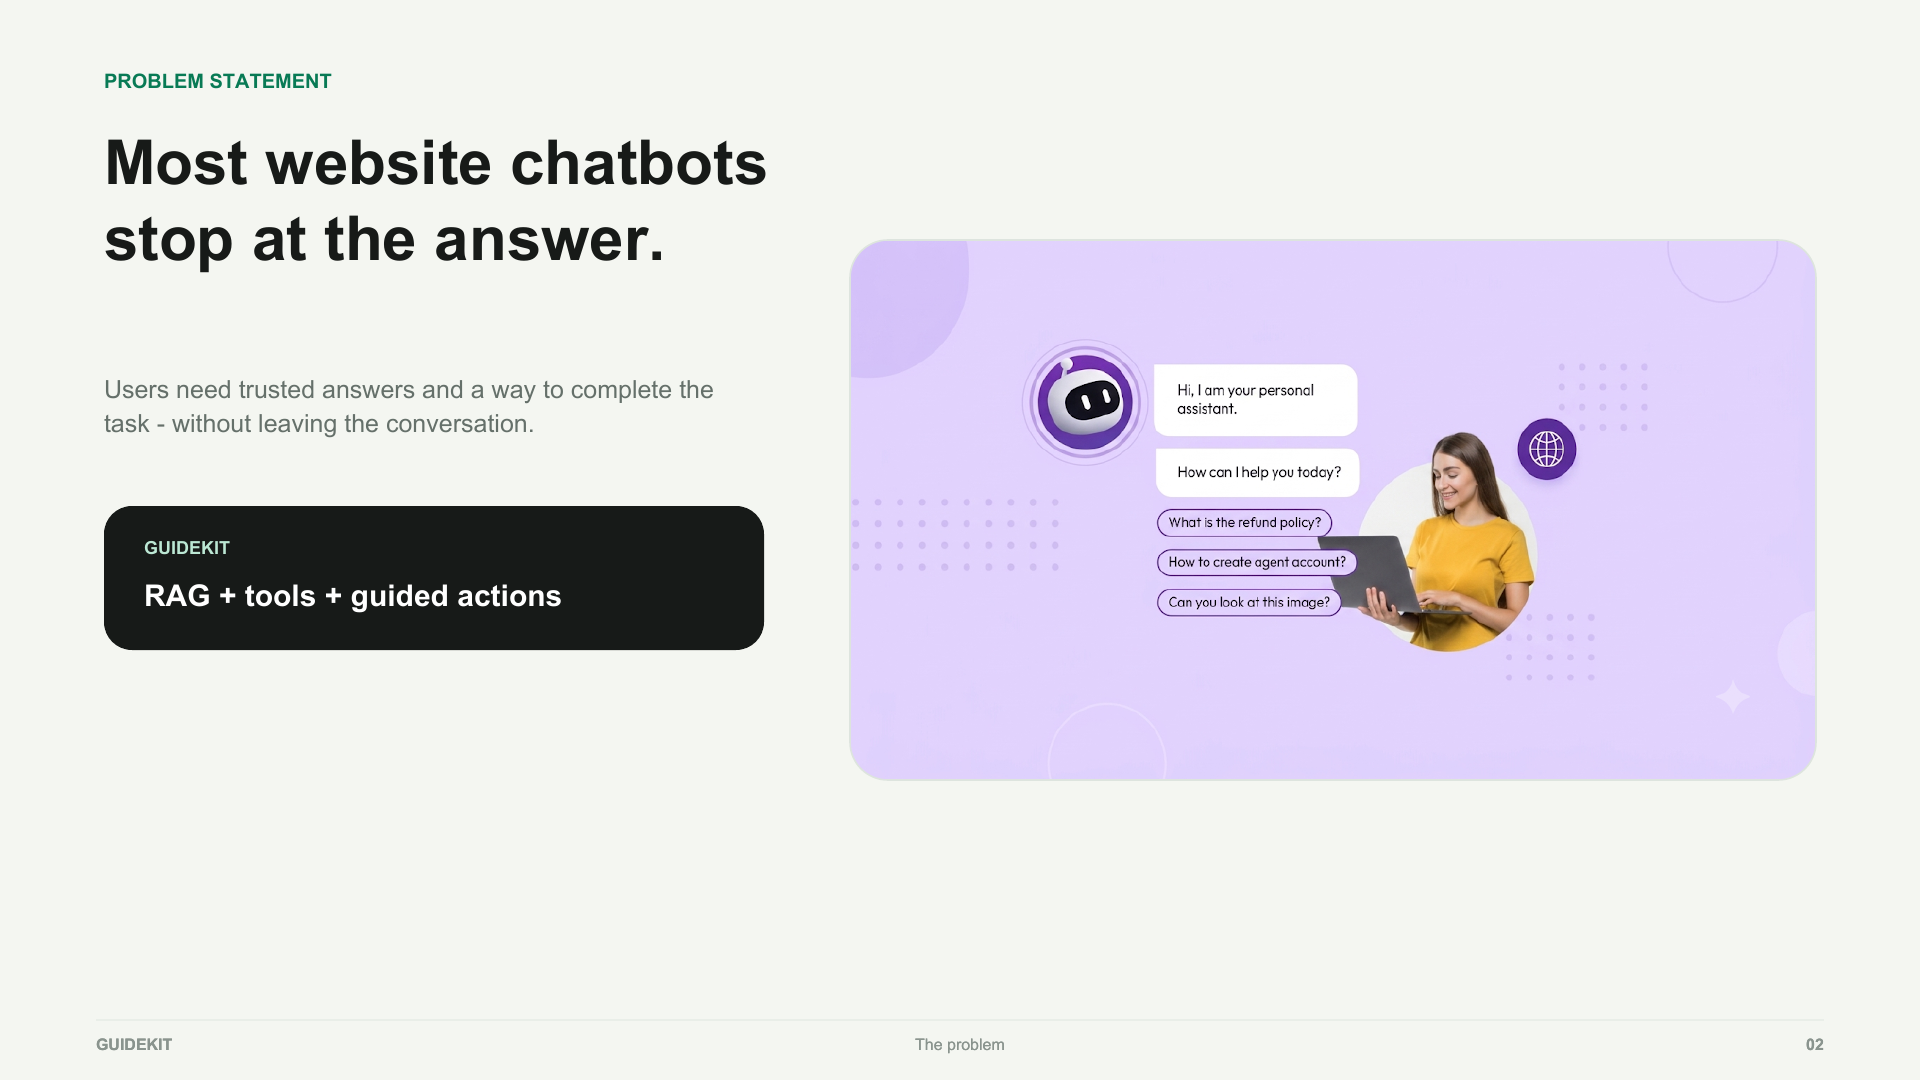 PROBLEM STATEMENT
Most website chatbots
stop at the answer.
Users need trusted answers and a way to complete the
task - without leaving the conversation.
GUIDEKIT
RAG + tools + guided actions
Hi, I am your personal
assistant.
How can I help you today?
What is the refund policy?
How to create agent account?
Can you look at this image?
GUIDEKIT
The problem
02